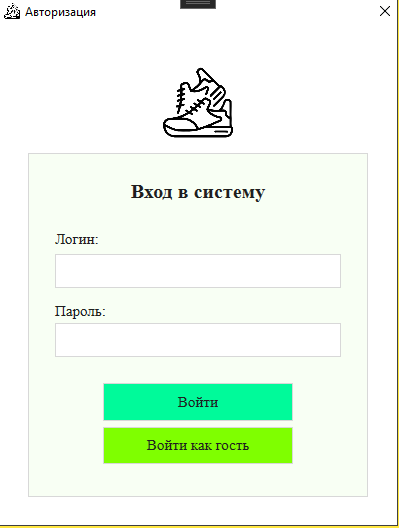 Авторизация
Вход в систему
Логин:
Пароль:
Войти
Войти как гость